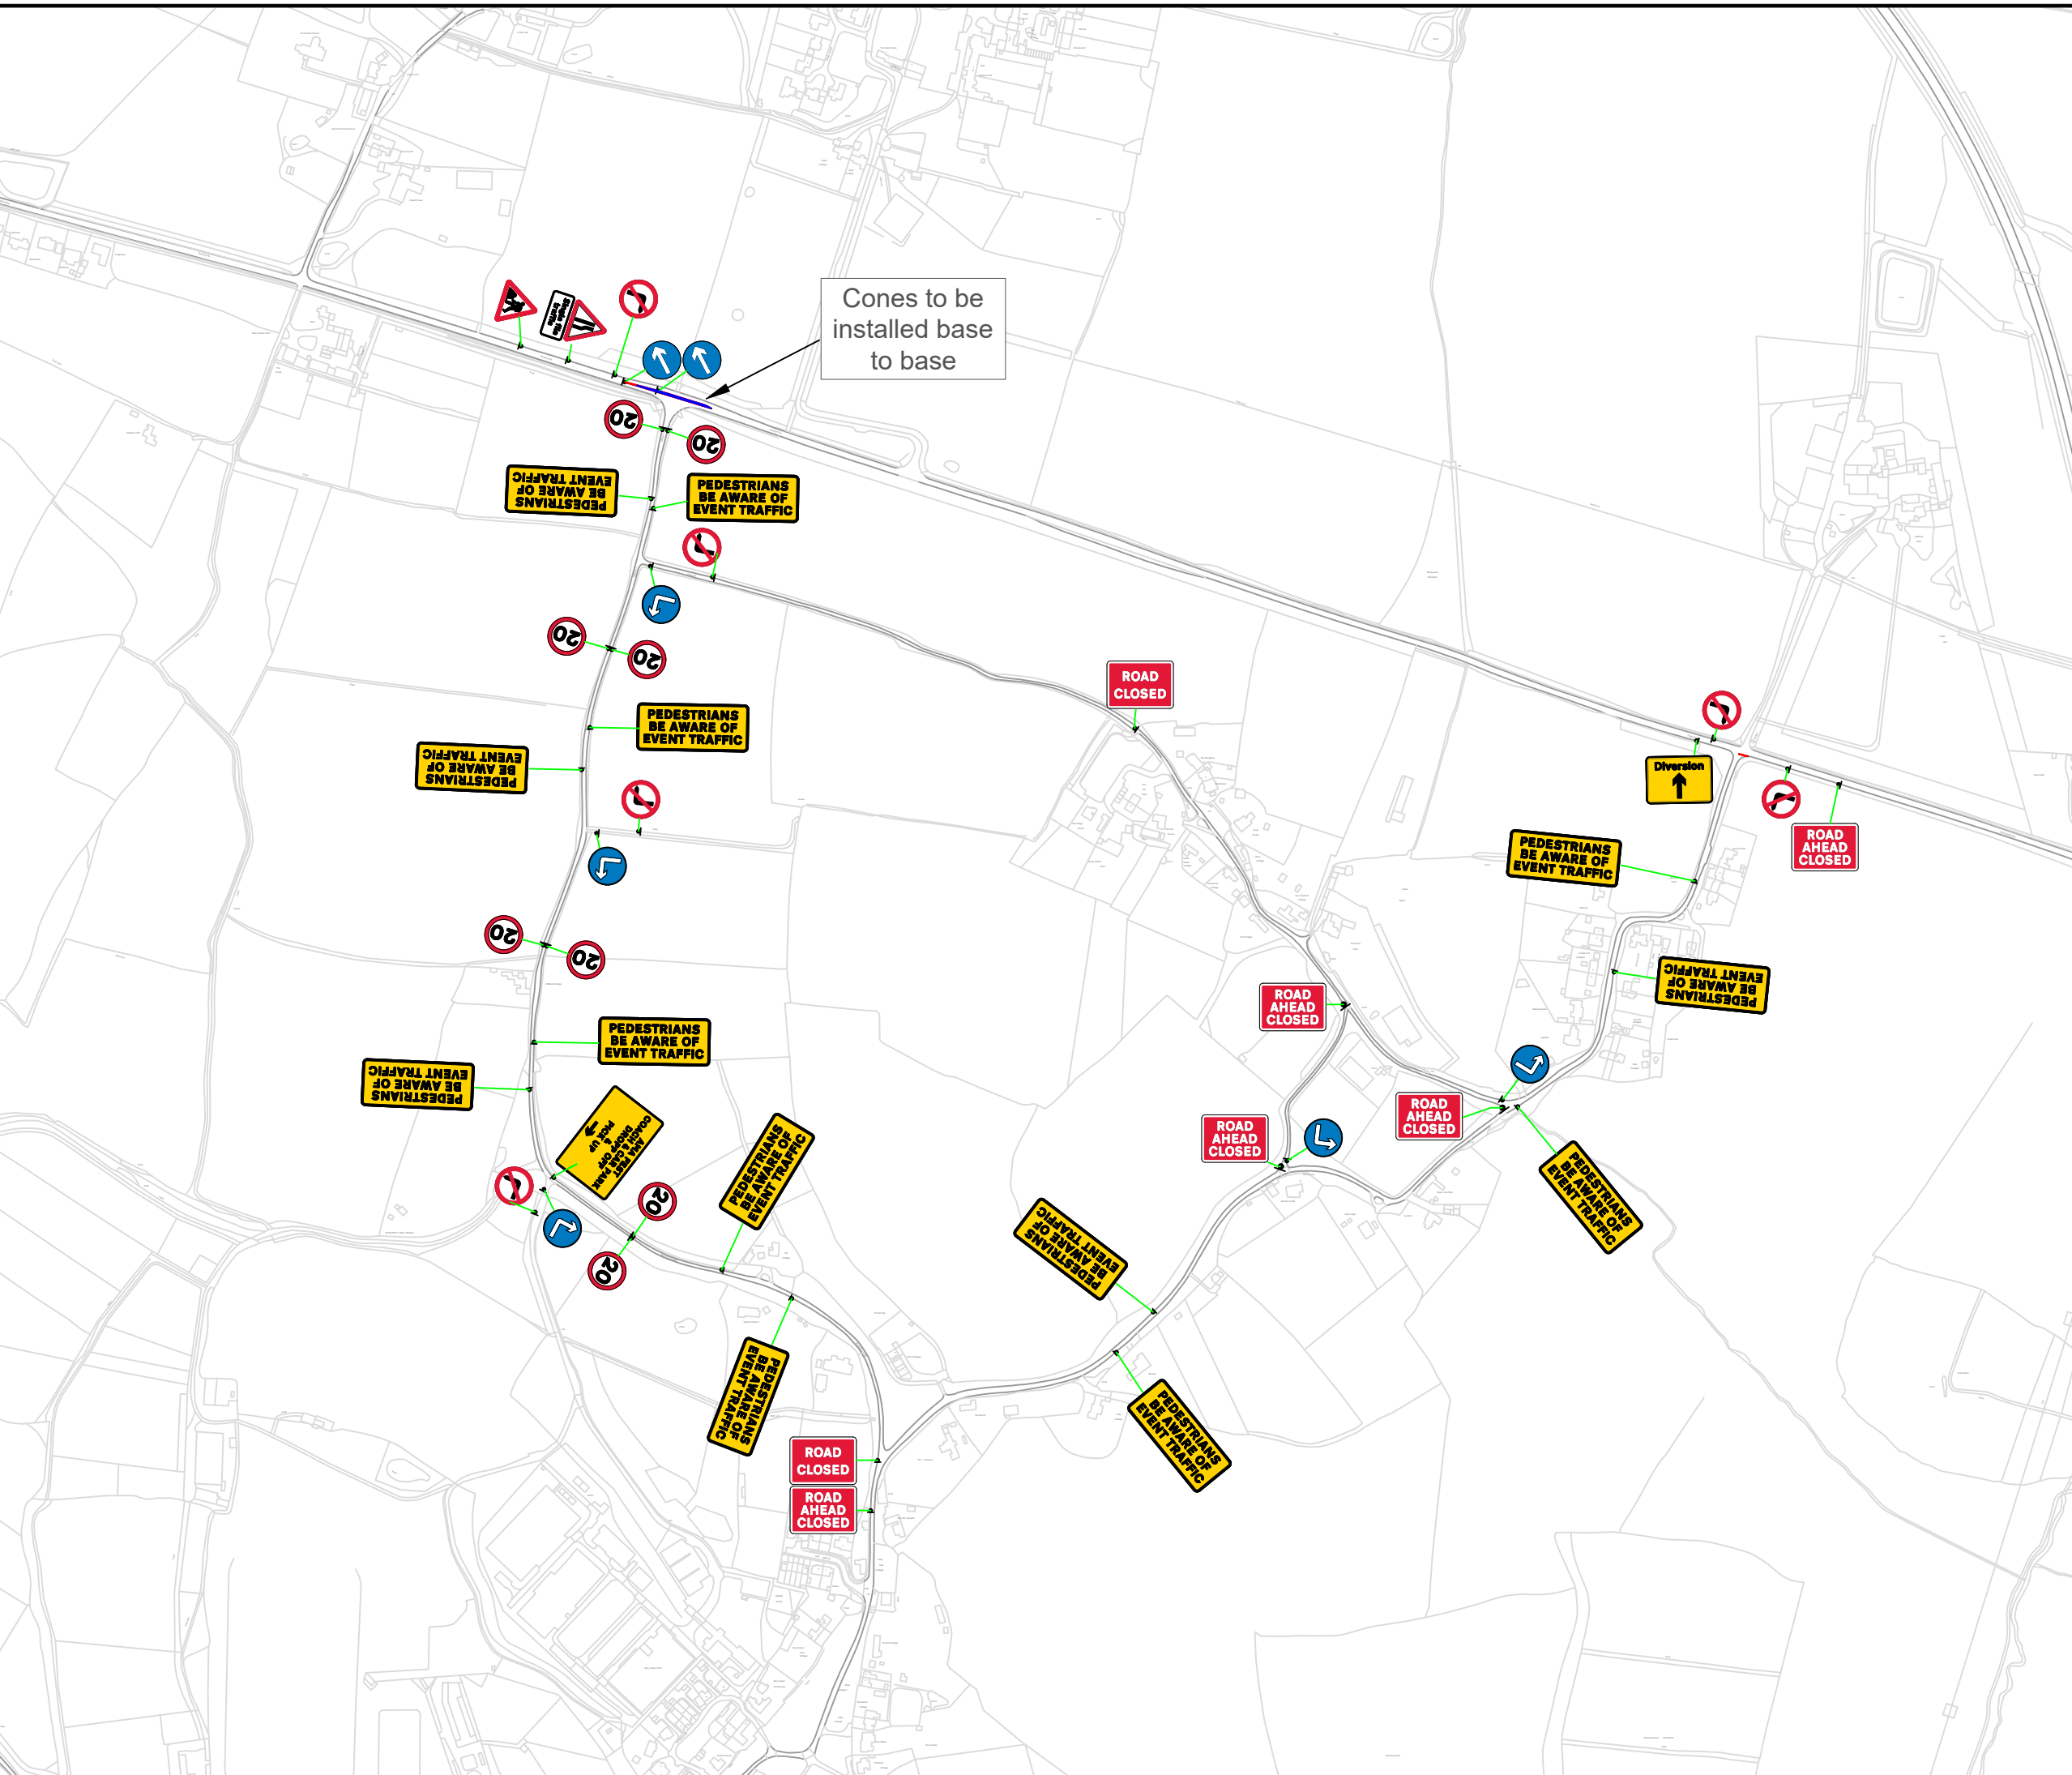 Cones to be
installed base
to base
Single file
traffic
20
20
PEDESTRIANS
BE AWARE OF
EVENT TRAFFIC
PEDESTRIANS
BE AWARE OF
EVENT TRAFFIC
20
20
ROAD
CLOSED
PEDESTRIANS
BE AWARE OF
EVENT TRAFFIC
PEDESTRIANS
BE AWARE OF
EVENT TRAFFIC
Diversion
ROAD
AHEAD
CLOSED
PEDESTRIANS
BE AWARE OF
EVENT TRAFFIC
20
20
PEDESTRIANS
BE AWARE OF
EVENT TRAFFIC
ROAD
AHEAD
CLOSED
PEDESTRIANS
BE AWARE OF
EVENT TRAFFIC
PEDESTRIANS
BE AWARE OF
EVENT TRAFFIC
ROAD
AHEAD
CLOSED
ROAD
AHEAD
CLOSED
COACH & CAR PARK
DROP OFF
&
PICK UP
PEDESTRIANS
BE AWARE OF
EVENT TRAFFIC
20
20
PEDESTRIANS
BE AWARE OF
EVENT TRAFFIC
PEDESTRIANS
BE AWARE OF
EVENT TRAFFIC
PEDESTRIANS
BE AWARE OF
EVENT TRAFFIC
PEDESTRIANS
BE AWARE OF
EVENT TRAFFIC
ROAD
CLOSED
ROAD
AHEAD
CLOSED